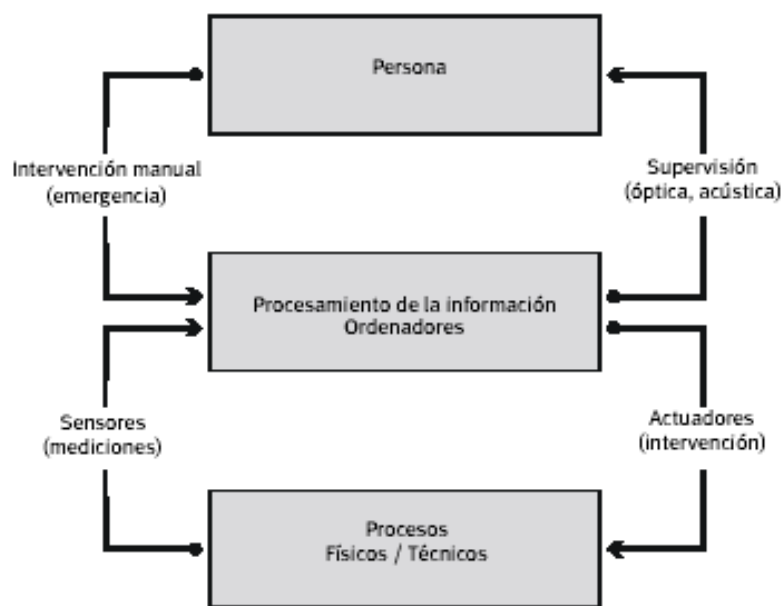 Persona
Intervención manual
(emergencia)
Supervisión
(óptica, acústica)
Procesamiento de la información
Ordenadores
Sensores
(mediciones)
Actuadores
(intervención)
Procesos
Físicos / Técnicos